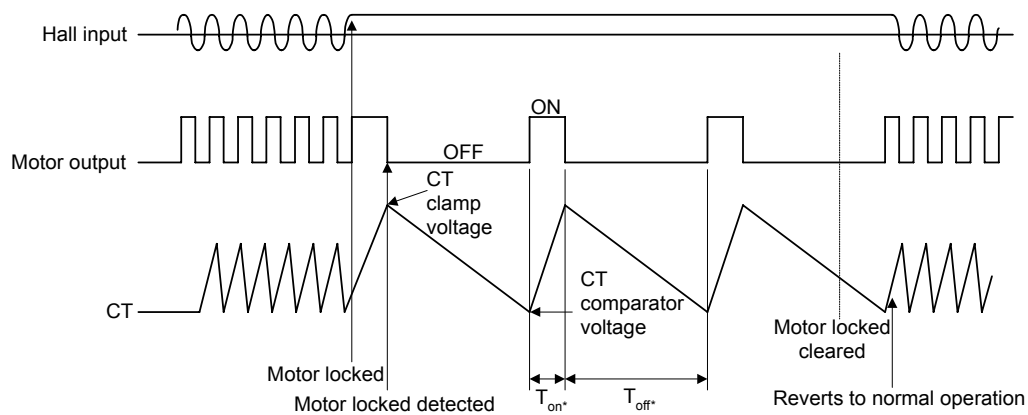 Hall input
ON
Motor output
OFF
CT
clamp
voltage
CT
comparator
voltage
CT
Motor locked
cleared
Motor locked
Motor locked detected
Ton*
Toff*
Reverts to normal operation